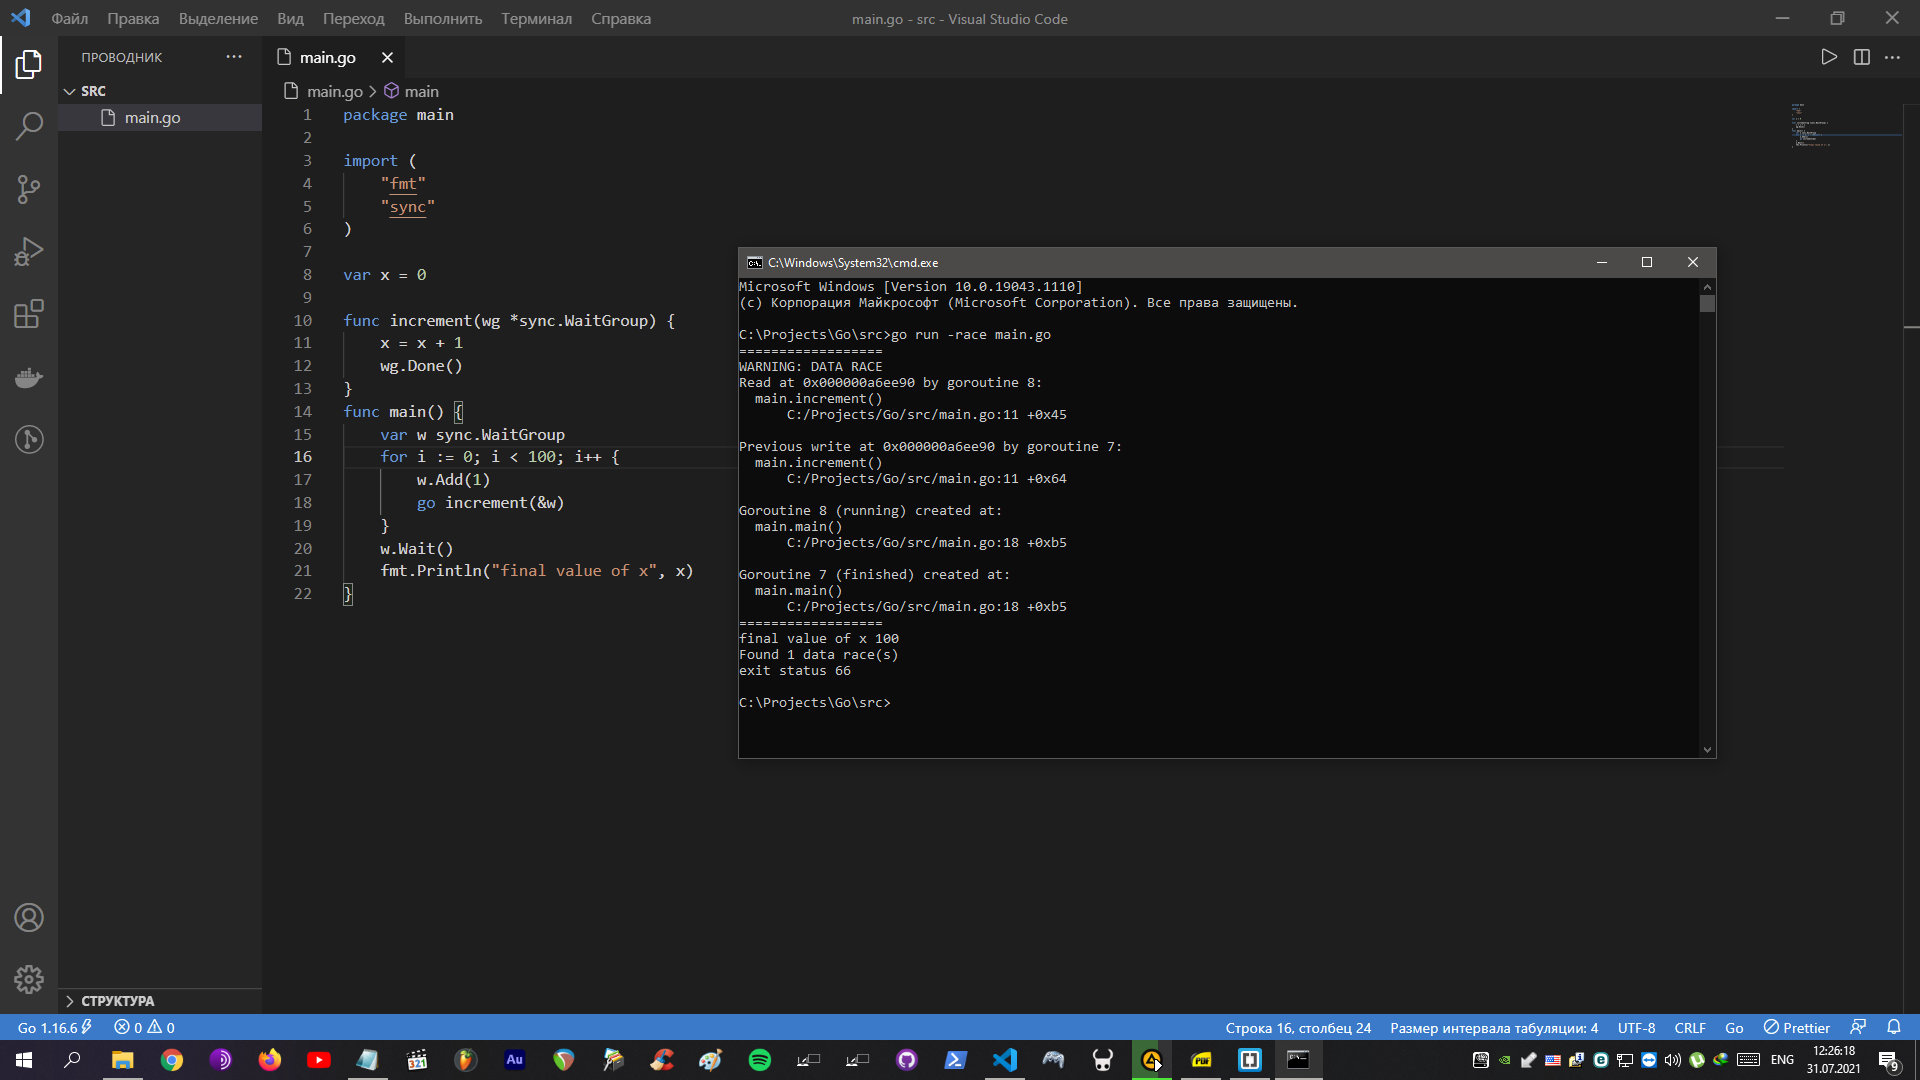 Файл Правка Выделение Вид Переход Выполнить Терминал Справка
main.go - src - Visual Studio Code
ПРОВОДНИК
SRC
main.go
СТРУКТУРА
main.go
main.go main
1 package main
2
3 import (
4 "fmt"
5 "sync"
6 )
7
8 var x = 0
9
10 func increment(wg *sync.WaitGroup) {
11 x = x + 1
12 wg.Done()
13 }
14 func main() {
15 var w sync.WaitGroup
16 for i := 0; i < 100; i++ {
17 w.Add(1)
18 go increment(&w)
19 }
20 w.Wait()
21 fmt.Println("final value of x", x)
22 }
C:\Windows\System32\cmd.exe
Microsoft Windows [Version 10.0.19043.1110]
(c) Корпорация Майкрософт (Microsoft Corporation). Все права защищены.
C:\Projects\Go\src>go run -race main.go
==================
WARNING: DATA RACE
Read at 0x000000a6ee90 by goroutine 8:
main.increment()
C:/Projects/Go/src/main.go:11 +0x45
Previous write at 0x000000a6ee90 by goroutine 7:
main.increment()
C:/Projects/Go/src/main.go:11 +0x64
Goroutine 8 (running) created at:
main.main()
C:/Projects/Go/src/main.go:18 +0xb5
Goroutine 7 (finished) created at:
main.main()
C:/Projects/Go/src/main.go:18 +0xb5
==================
final value of x 100
Found 1 data race(s)
exit status 66
C:\Projects\Go\src>
Go 1.16.6 0 0
Строка 16, столбец 24 Размер интервала табуляции: 4 UTF-8 CRLF Go Prettier
321 Au PDF
ENG
12:26:18
31.07.2021
9